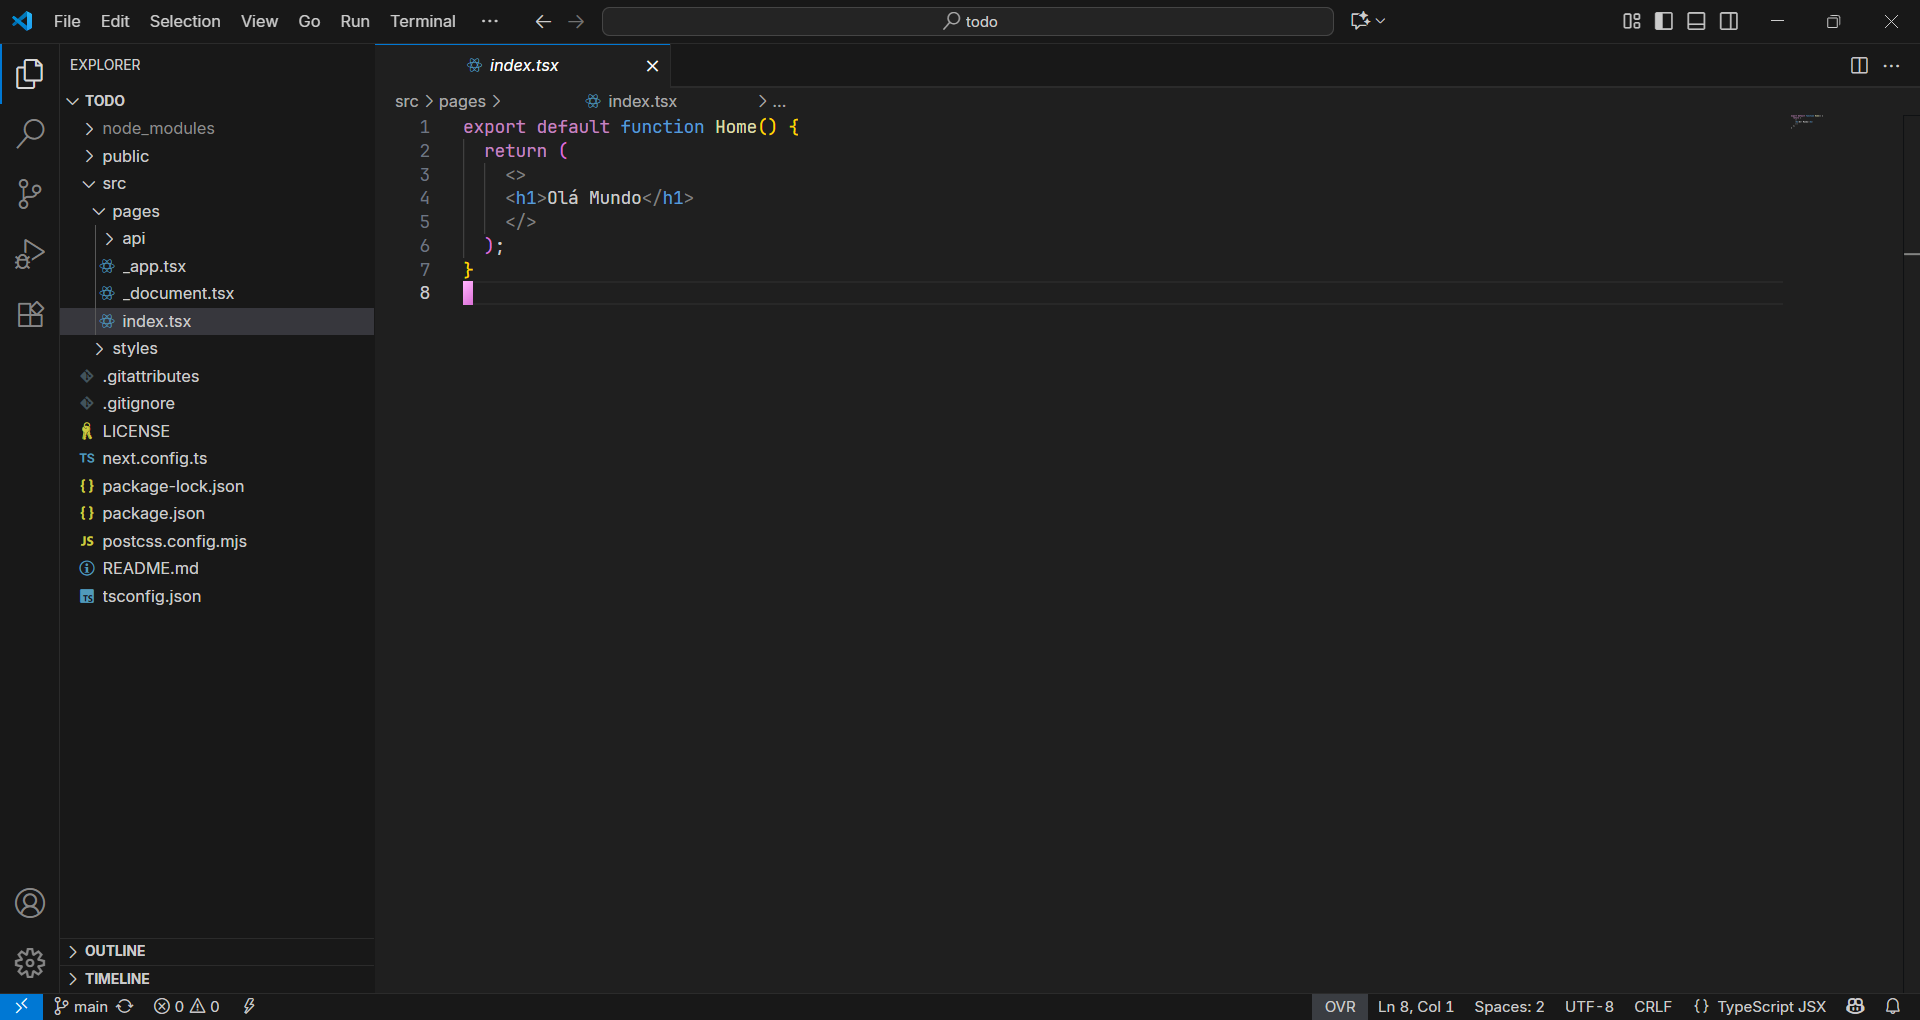 File Edit Selection View Go Run Terminal ··· todo
EXPLORER
TODO
node_modules
public
src
pages
api
_app.tsx
_document.tsx
index.tsx
styles
.gitattributes
.gitignore
LICENSE
TS next.config.ts
{} package-lock.json
{} package.json
JS postcss.config.mjs
README.md
TS tsconfig.json
OUTLINE
TIMELINE
index.tsx
src > pages > index.tsx > ...
1 export default function Home() {
2 return (
3 <>
4 <h1>Olá Mundo</h1>
5 </>
6 );
7 }
8
main 0 0 OVR Ln 8, Col 1 Spaces: 2 UTF-8 CRLF {} TypeScript JSX